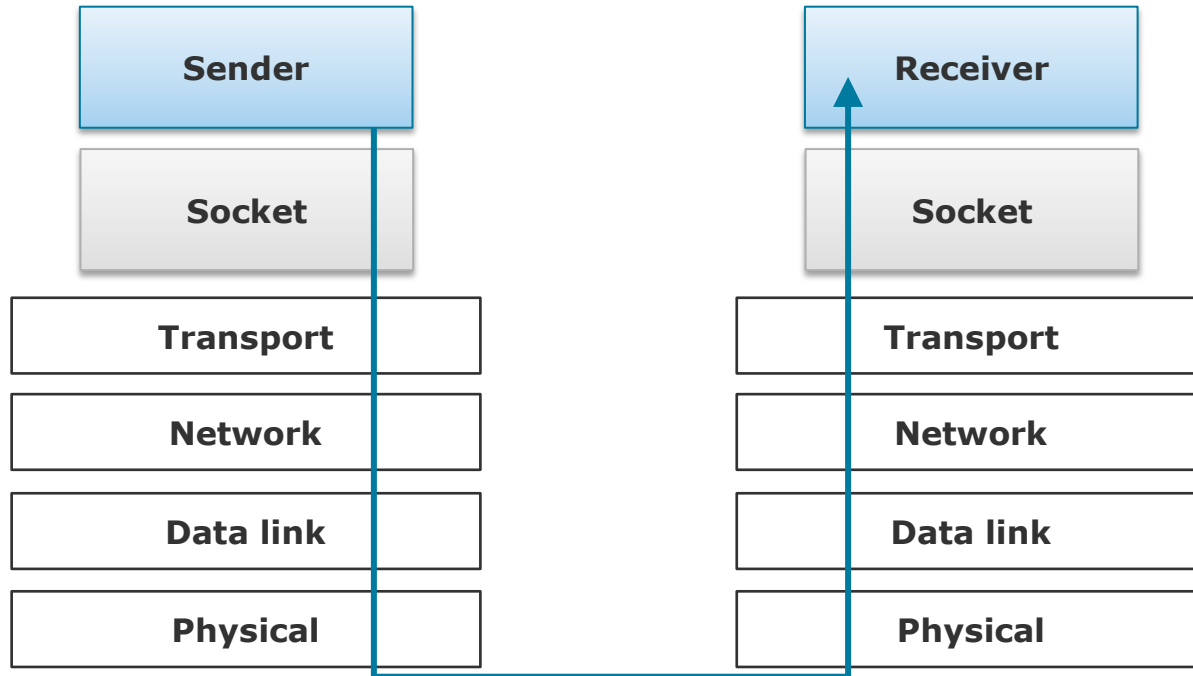 Sender
Receiver
Socket
Socket
Transport
Transport
Network
Network
Data link
Data link
Physical
Physical